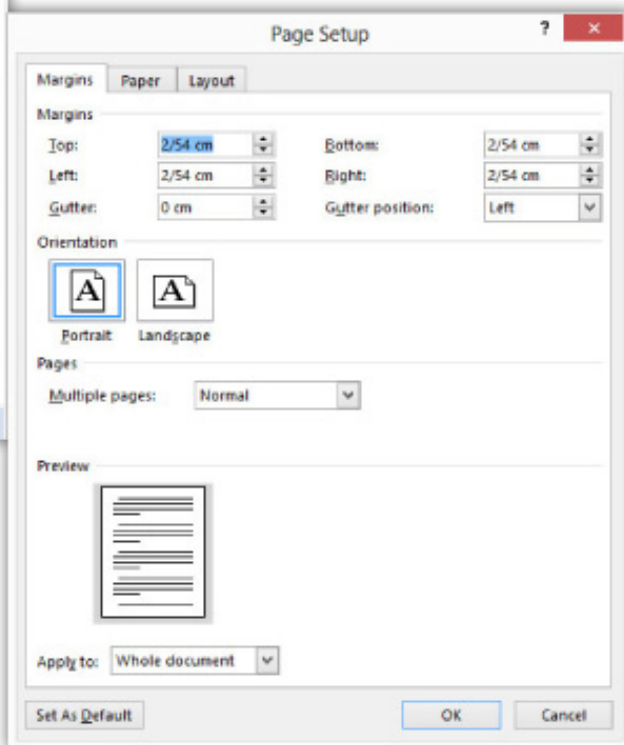 Page Setup ? ×
Margins Paper Layout
Margins
Top: 2/54 cm Bottom: 2/54 cm
Left: 2/54 cm Right: 2/54 cm
Gutter: 0 cm Gutter position: Left
Orientation
A A
Portrait Landscape
Pages
Multiple pages: Normal
Preview
Apply to: Whole document
Set As Default OK Cancel